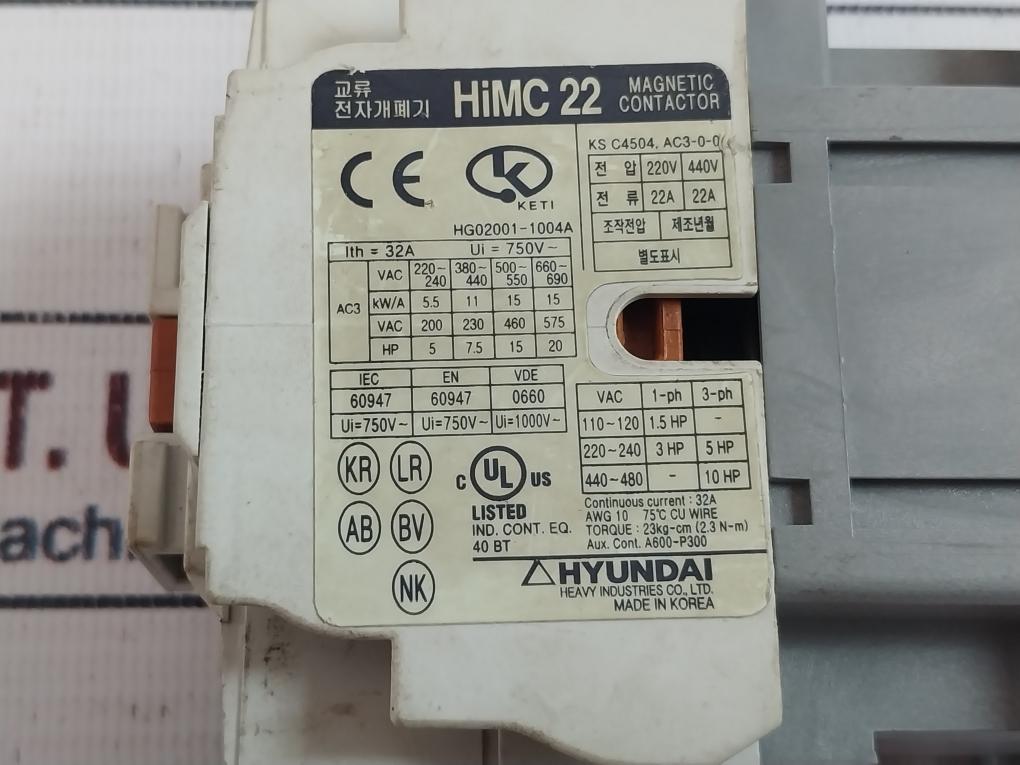 교류
전자개폐기
HiMC 22
MAGNETIC
CONTACTOR
CE
K
KETI
HG02001-1004A
KS C4504, AC3-0-0
전 압 220V 440V
전 류 22A 22A
조작전압 제조년월
별도표시
Ith = 32A Ui = 750V~
AC3
VAC 220~240 380~440 500~550 660~690
kW/A 5.5 11 15 15
VAC 200 230 460 575
HP 5 7.5 15 20
IEC EN VDE
60947 60947 0660
Ui=750V~ Ui=750V~ Ui=1000V~
VAC 1-ph 3-ph
110~120 1.5 HP -
220~240 3 HP 5 HP
440~480 - 10 HP
KR LR
AB BV
NK
C UL US
LISTED
IND. CONT. EQ.
40 BT
Continuous current : 32A
AWG 10 75℃ CU WIRE
TORQUE : 23kg-cm (2.3 N-m)
Aux. Cont. A600-P300
HYUNDAI
HEAVY INDUSTRIES CO., LTD.
MADE IN KOREA
T. U
ach